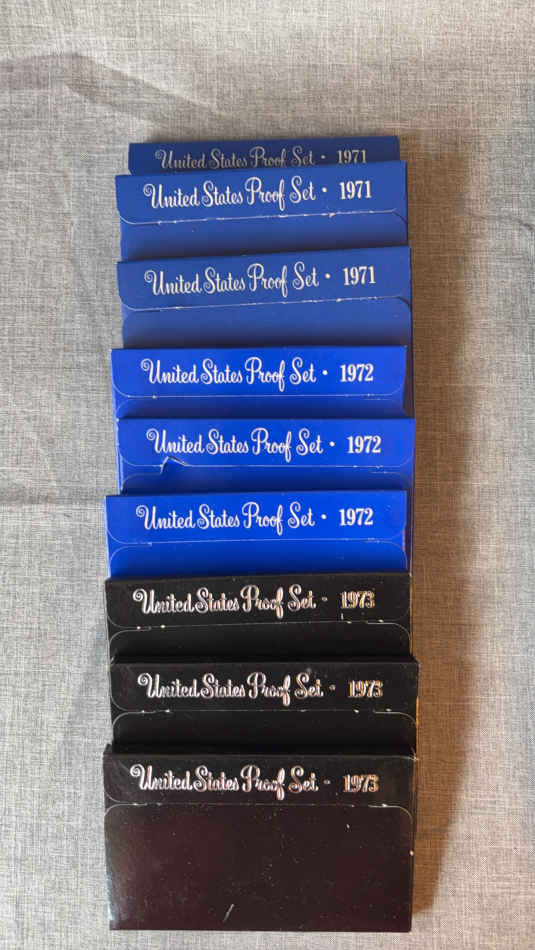 United States Proof Set • 1971
United States Proof Set • 1971
United States Proof Set • 1971
United States Proof Set • 1972
United States Proof Set • 1972
United States Proof Set • 1972
United States Proof Set • 1973
United States Proof Set • 1973
United States Proof Set • 1973